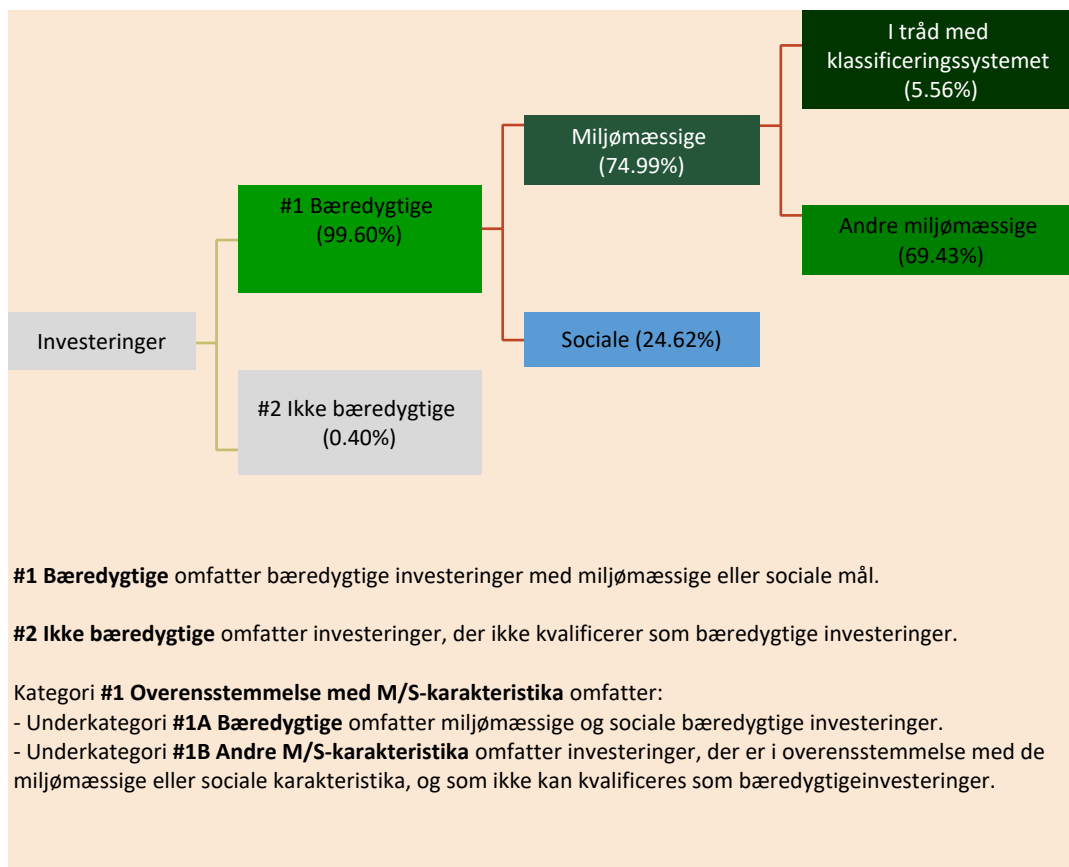 I tråd med
klassificeringssystemet
(5.56%)
Miljømæssige
(74.99%)
#1 Bæredygtige
(99.60%)
Andre miljømæssige
(69.43%)
Investeringer
Sociale (24.62%)
#2 Ikke bæredygtige
(0.40%)
#1 Bæredygtige omfatter bæredygtige investeringer med miljømæssige eller sociale mål.
#2 Ikke bæredygtige omfatter investeringer, der ikke kvalificerer som bæredygtige investeringer.
Kategori #1 Overensstemmelse med M/S-karakteristika omfatter:
- Underkategori #1A Bæredygtige omfatter miljømæssige og sociale bæredygtige investeringer.
- Underkategori #1B Andre M/S-karakteristika omfatter investeringer, der er i overensstemmelse med de
miljømæssige eller sociale karakteristika, og som ikke kan kvalificeres som bæredygtigeinvesteringer.